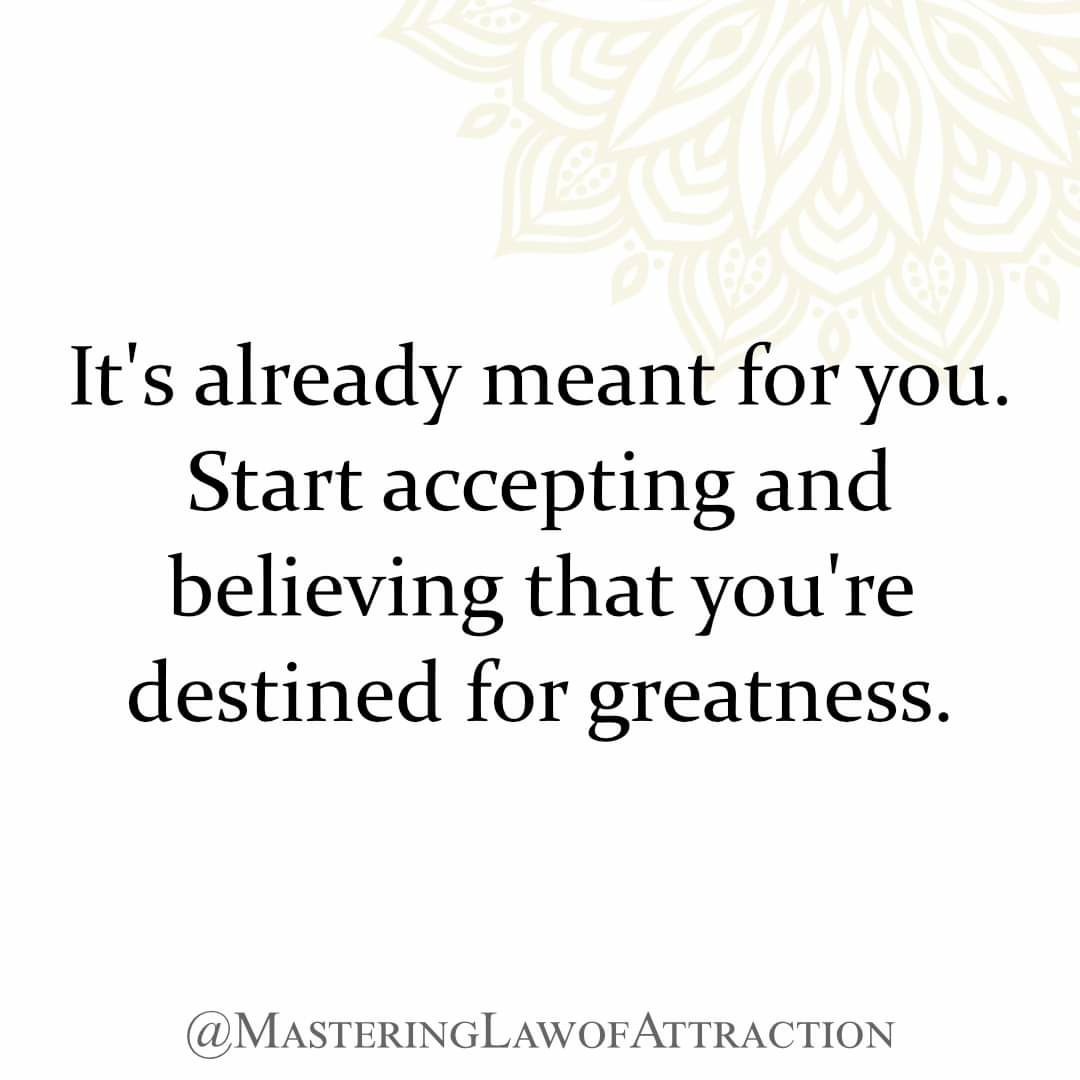 It's already meant for you.
Start accepting and
believing that you're
destined for greatness.
@MasteringLawofAttraction